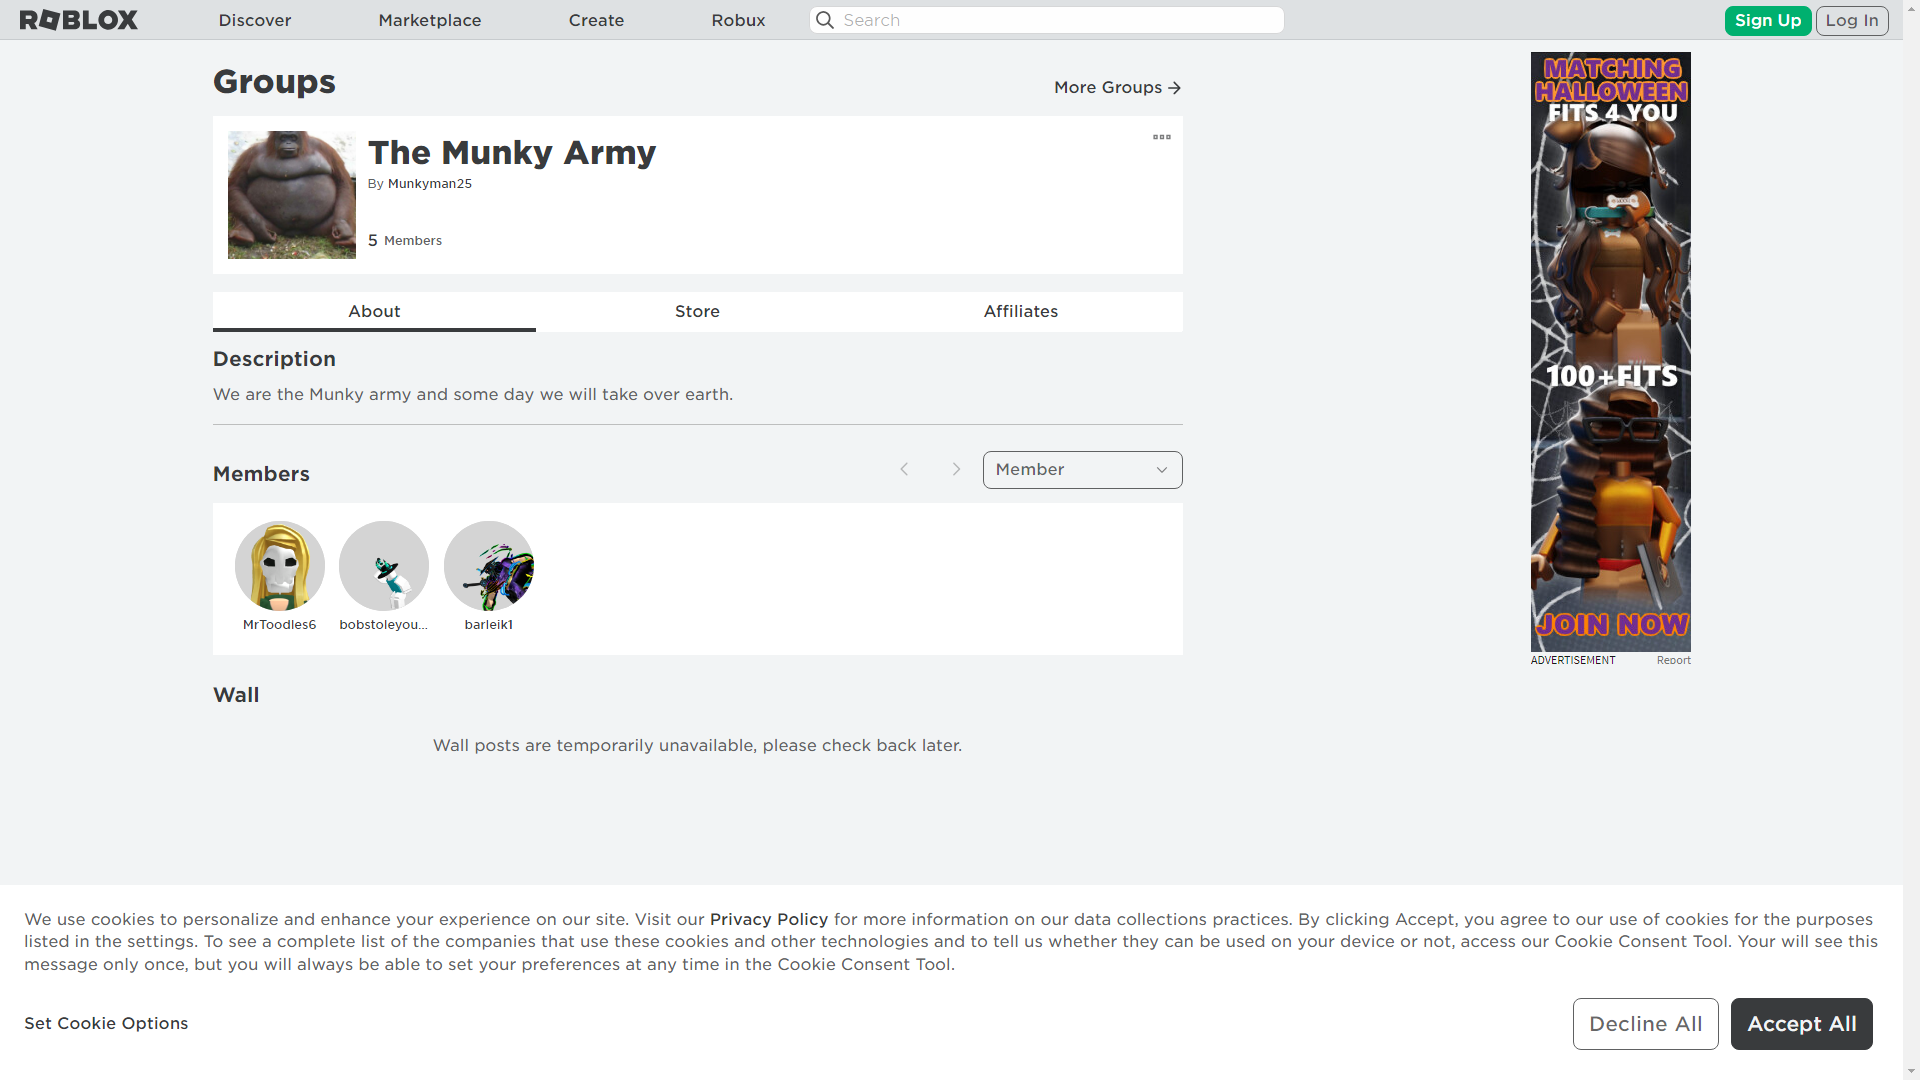 ROBLOX
Discover
Marketplace
Create
Robux
Search
Sign Up
Log In
Groups
More Groups
The Munky Army
By Munkyman25
5 Members
About
Store
Affiliates
Description
We are the Munky army and some day we will take over earth.
Members
Member
MrToodles6
bobstoleyou...
barleik1
Wall
Wall posts are temporarily unavailable, please check back later.
MATCHING
HALLOWEEN
FITS 4 YOU
100+FITS
JOIN NOW
ADVERTISEMENT
Report
We use cookies to personalize and enhance your experience on our site. Visit our Privacy Policy for more information on our data collections practices. By clicking Accept, you agree to our use of cookies for the purposes
listed in the settings. To see a complete list of the companies that use these cookies and other technologies and to tell us whether they can be used on your device or not, access our Cookie Consent Tool. Your will see this
message only once, but you will always be able to set your preferences at any time in the Cookie Consent Tool.
Set Cookie Options
Decline All
Accept All